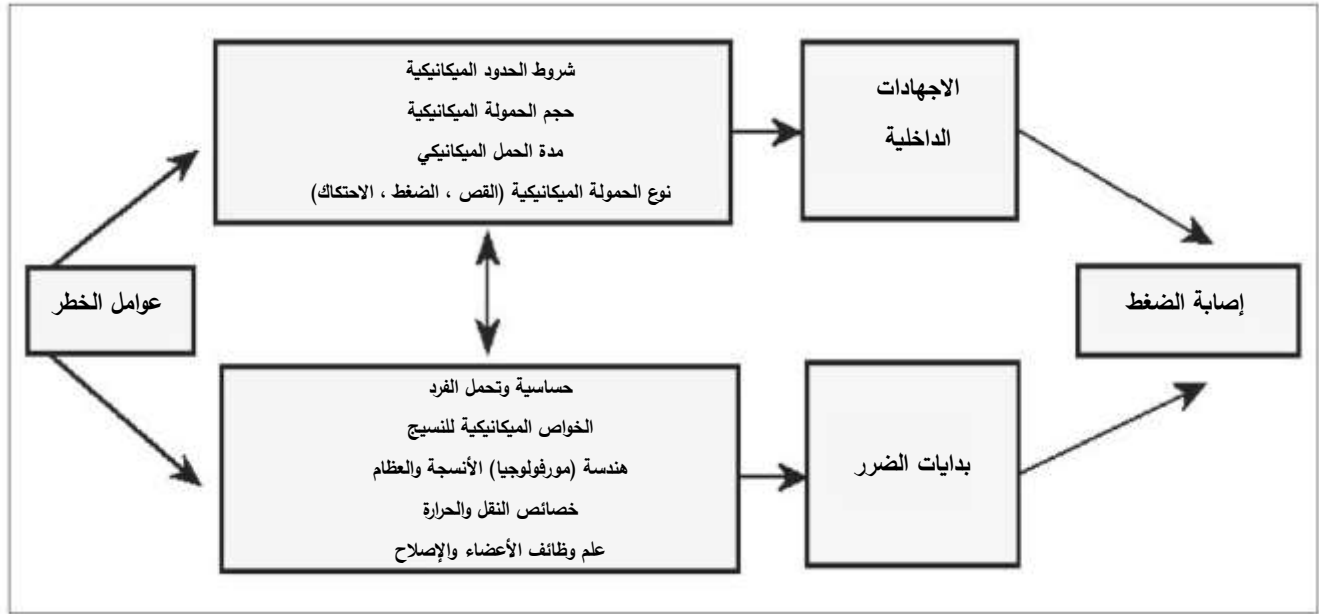 شروط الحدود الميكانيكية
حجم الحمولة الميكانيكية
مدة الحمل الميكانيكي
نوع الحمولة الميكانيكية (القص ، الضغط ، الاحتكاك)
الاجهادات
الداخلية
عوامل الخطر
إصابة الضغط
حساسية وتحمل الفرد
الخواص الميكانيكية للنسيج
هندسة (مورفولوجيا) الأنسجة والعظام
خصائص النقل والحرارة
علم وظائف الأعضاء والإصلاح
بدايات الضرر